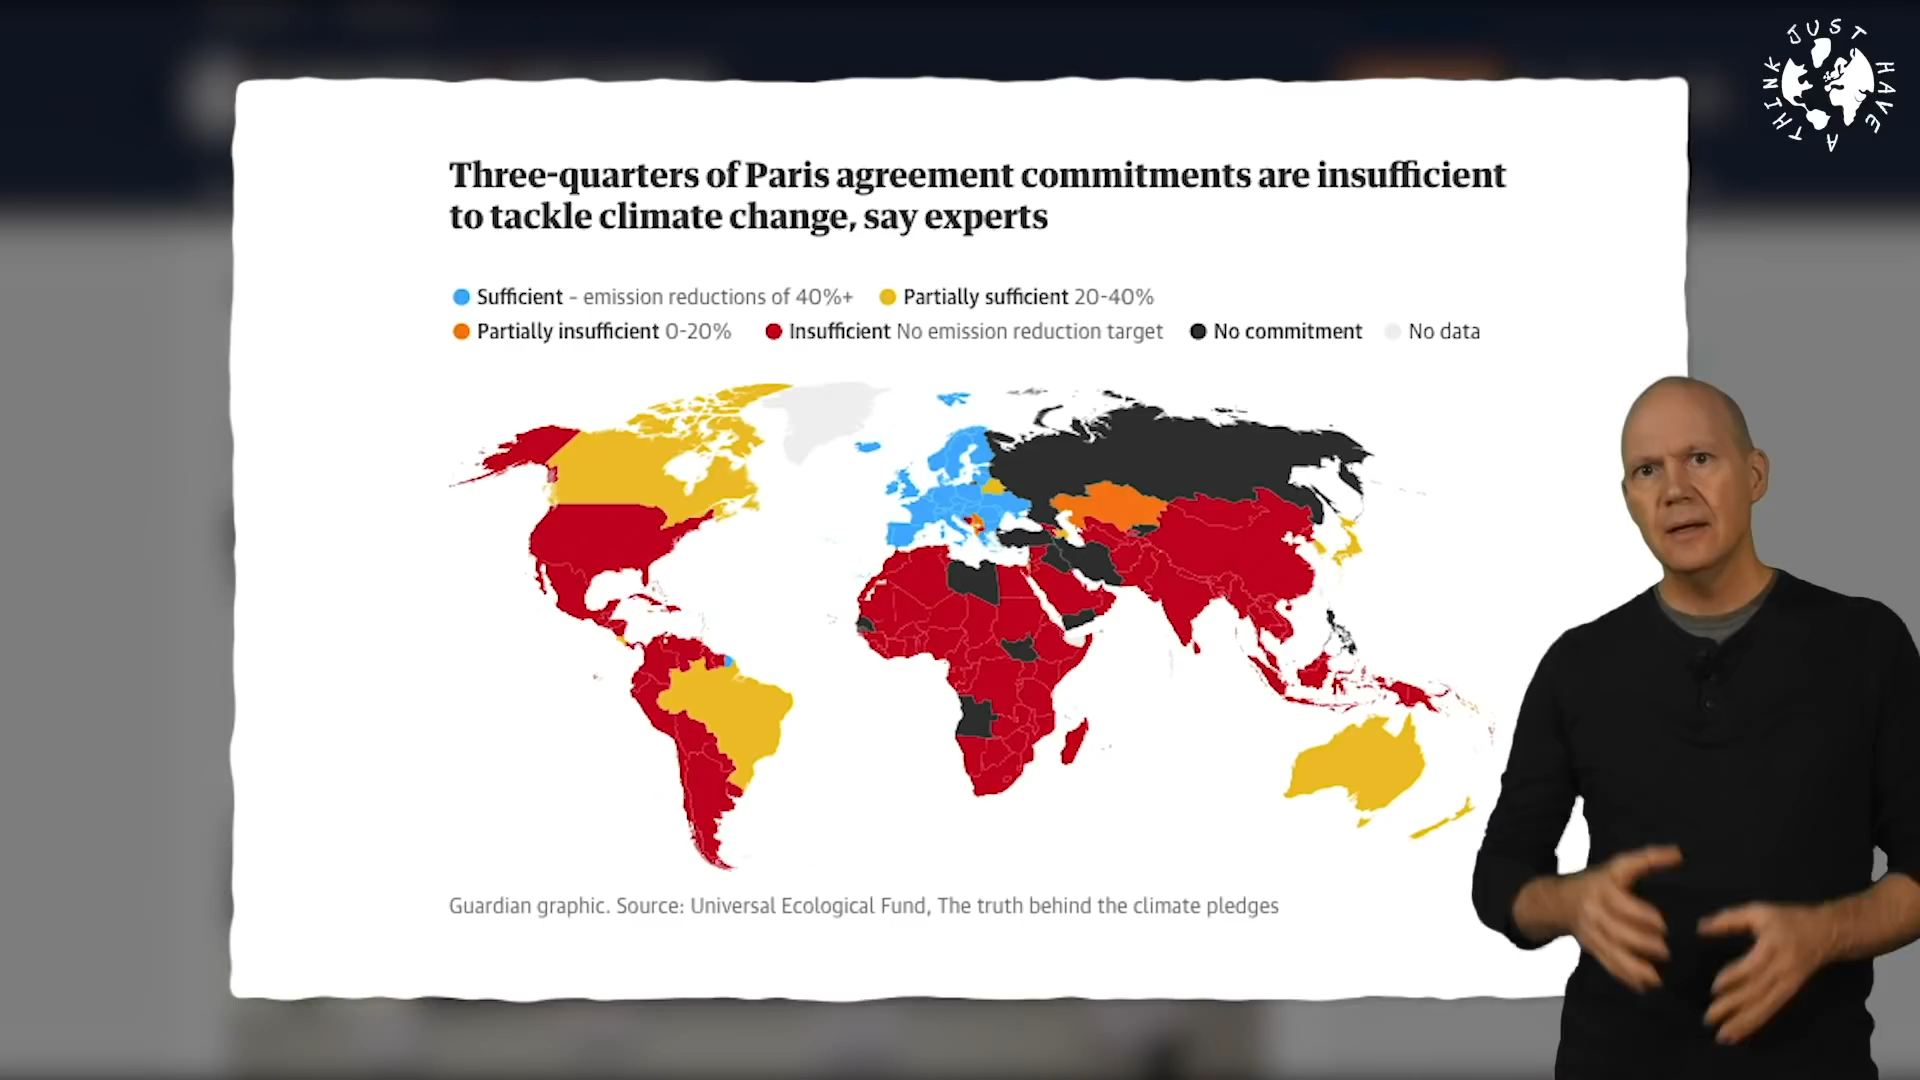 JUST HAVE A THINK
Three-quarters of Paris agreement commitments are insufficient
to tackle climate change, say experts
Sufficient – emission reductions of 40%+ Partially sufficient 20-40%
Partially insufficient 0-20% Insufficient No emission reduction target No commitment No data
Guardian graphic. Source: Universal Ecological Fund, The truth behind the climate pledges